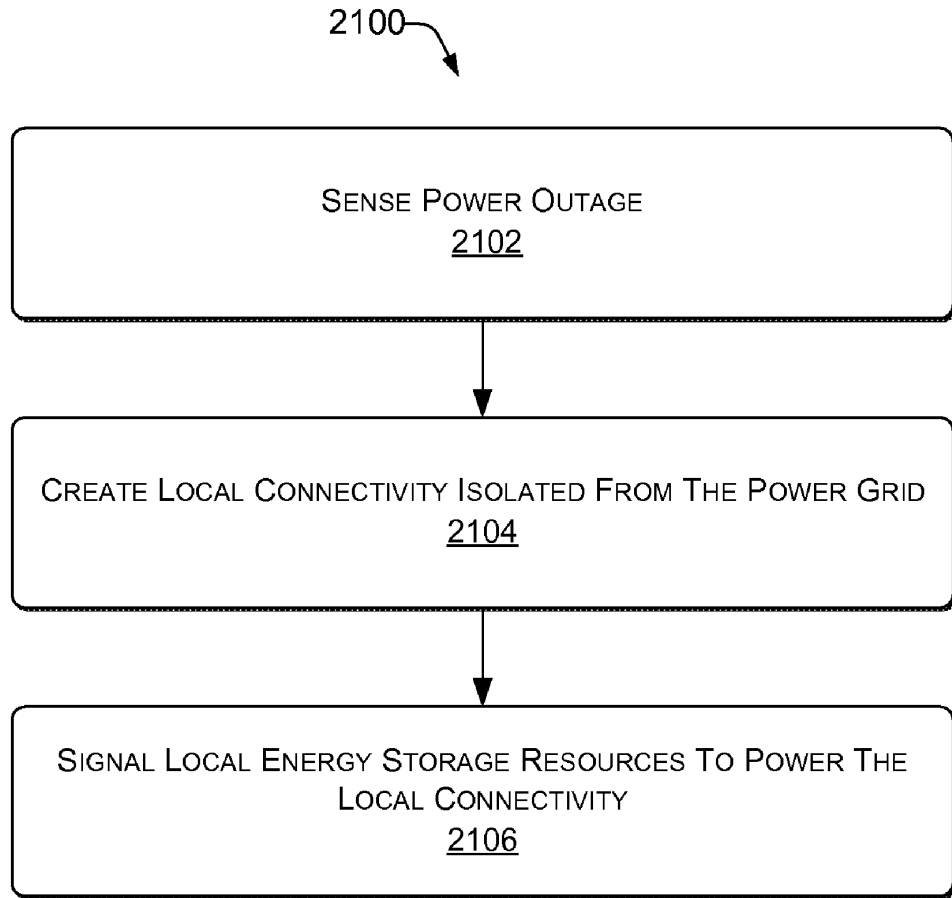 2100
SENSE POWER OUTAGE
2102
CREATE LOCAL CONNECTIVITY ISOLATED FROM THE POWER GRID
2104
SIGNAL LOCAL ENERGY STORAGE RESOURCES TO POWER THE
LOCAL CONNECTIVITY
2106